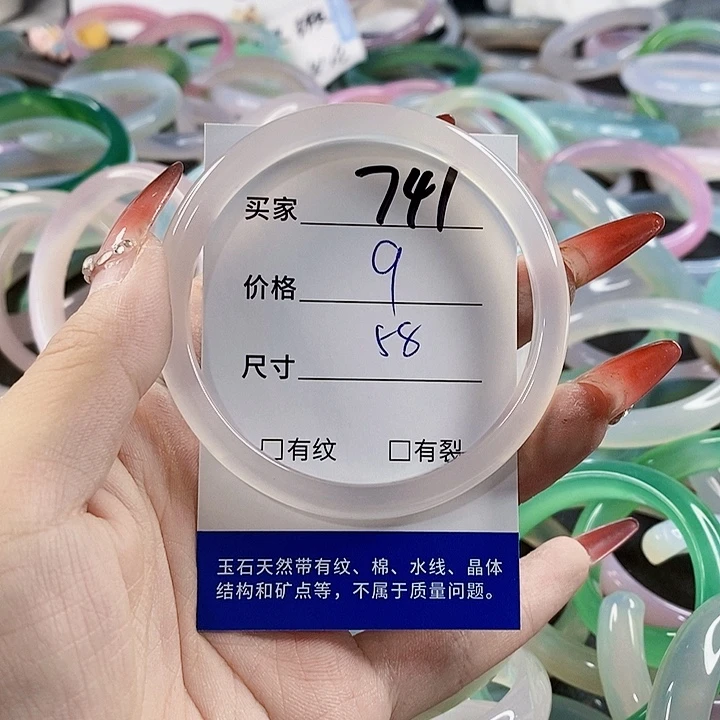 买家 741
价格 9
尺寸 58
□有纹 □有裂
玉石天然带有纹、棉、水线、晶体
结构和矿点等，不属于质量问题。